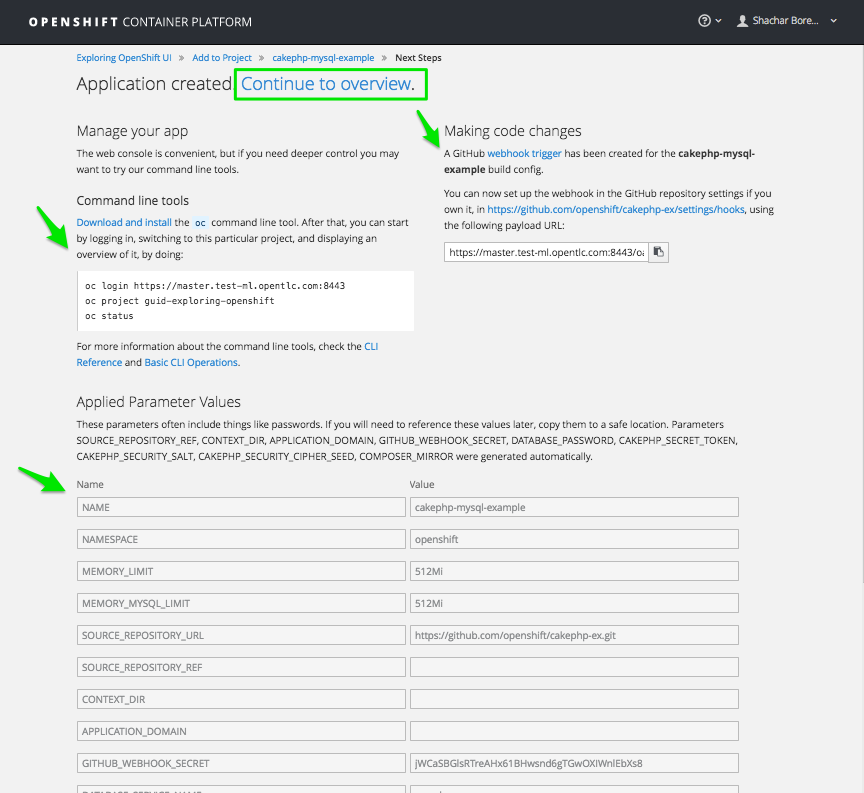 OPENSHIFT CONTAINER PLATFORM
Shachar Bore...
Exploring OpenShift UI » Add to Project » cakephp-mysql-example » Next Steps
Application created. Continue to overview.
Manage your app
The web console is convenient, but if you need deeper control you may
want to try our command line tools.
Command line tools
Download and install the oc command line tool. After that, you can start
by logging in, switching to this particular project, and displaying an
overview of it, by doing:
oc login https://master.test-ml.opentlc.com:8443
oc project guid-exploring-openshift
oc status
For more information about the command line tools, check the CLI
Reference and Basic CLI Operations.
Making code changes
A GitHub webhook trigger has been created for the cakephp-mysql-
example build config.
You can now set up the webhook in the GitHub repository settings if you
own it, in https://github.com/openshift/cakephp-ex/settings/hooks, using
the following payload URL:
https://master.test-ml.opentlc.com:8443/o
Applied Parameter Values
These parameters often include things like passwords. If you will need to reference these values later, copy them to a safe location. Parameters
SOURCE_REPOSITORY_REF, CONTEXT_DIR, APPLICATION_DOMAIN, GITHUB_WEBHOOK_SECRET, DATABASE_PASSWORD, CAKEPHP_SECRET_TOKEN,
CAKEPHP_SECURITY_SALT, CAKEPHP_SECURITY_CIPHER_SEED, COMPOSER_MIRROR were generated automatically.
Name Value
NAME cakephp-mysql-example
NAMESPACE openshift
MEMORY_LIMIT 512Mi
MEMORY_MYSQL_LIMIT 512Mi
SOURCE_REPOSITORY_URL https://github.com/openshift/cakephp-ex.git
SOURCE_REPOSITORY_REF
CONTEXT_DIR
APPLICATION_DOMAIN
GITHUB_WEBHOOK_SECRET jWCaSBGlsRTreAHx61BHwsnd6gTGwOXIWnlEbXs8